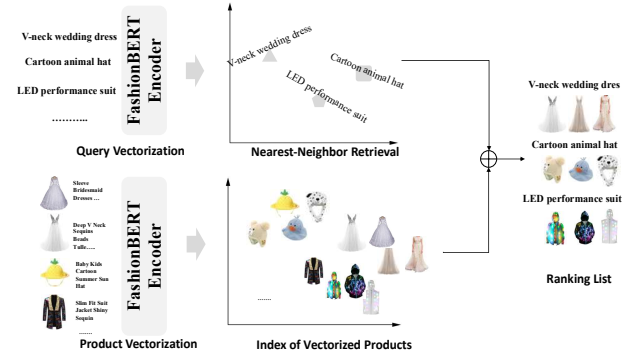 V-neck wedding dress
Cartoon animal hat
LED performance suit
………...
FashionBERT
Encoder
Query Vectorization
V-neck wedding dress
Cartoon animal hat
LED performance suit
Nearest-Neighbor Retrieval
V-neck wedding dres
Cartoon animal hat
LED performance suit
Ranking List
Sleeve
Bridesmaid
Dresses …
Deep V Neck
Sequins
Beads
Tulle…..
Baby Kids
Cartoon
Summer Sun
Hat
Slim Fit Suit
Jacket Shiny
Sequin
…….
FashionBERT
Encoder
Product Vectorization
…….
Index of Vectorized Products